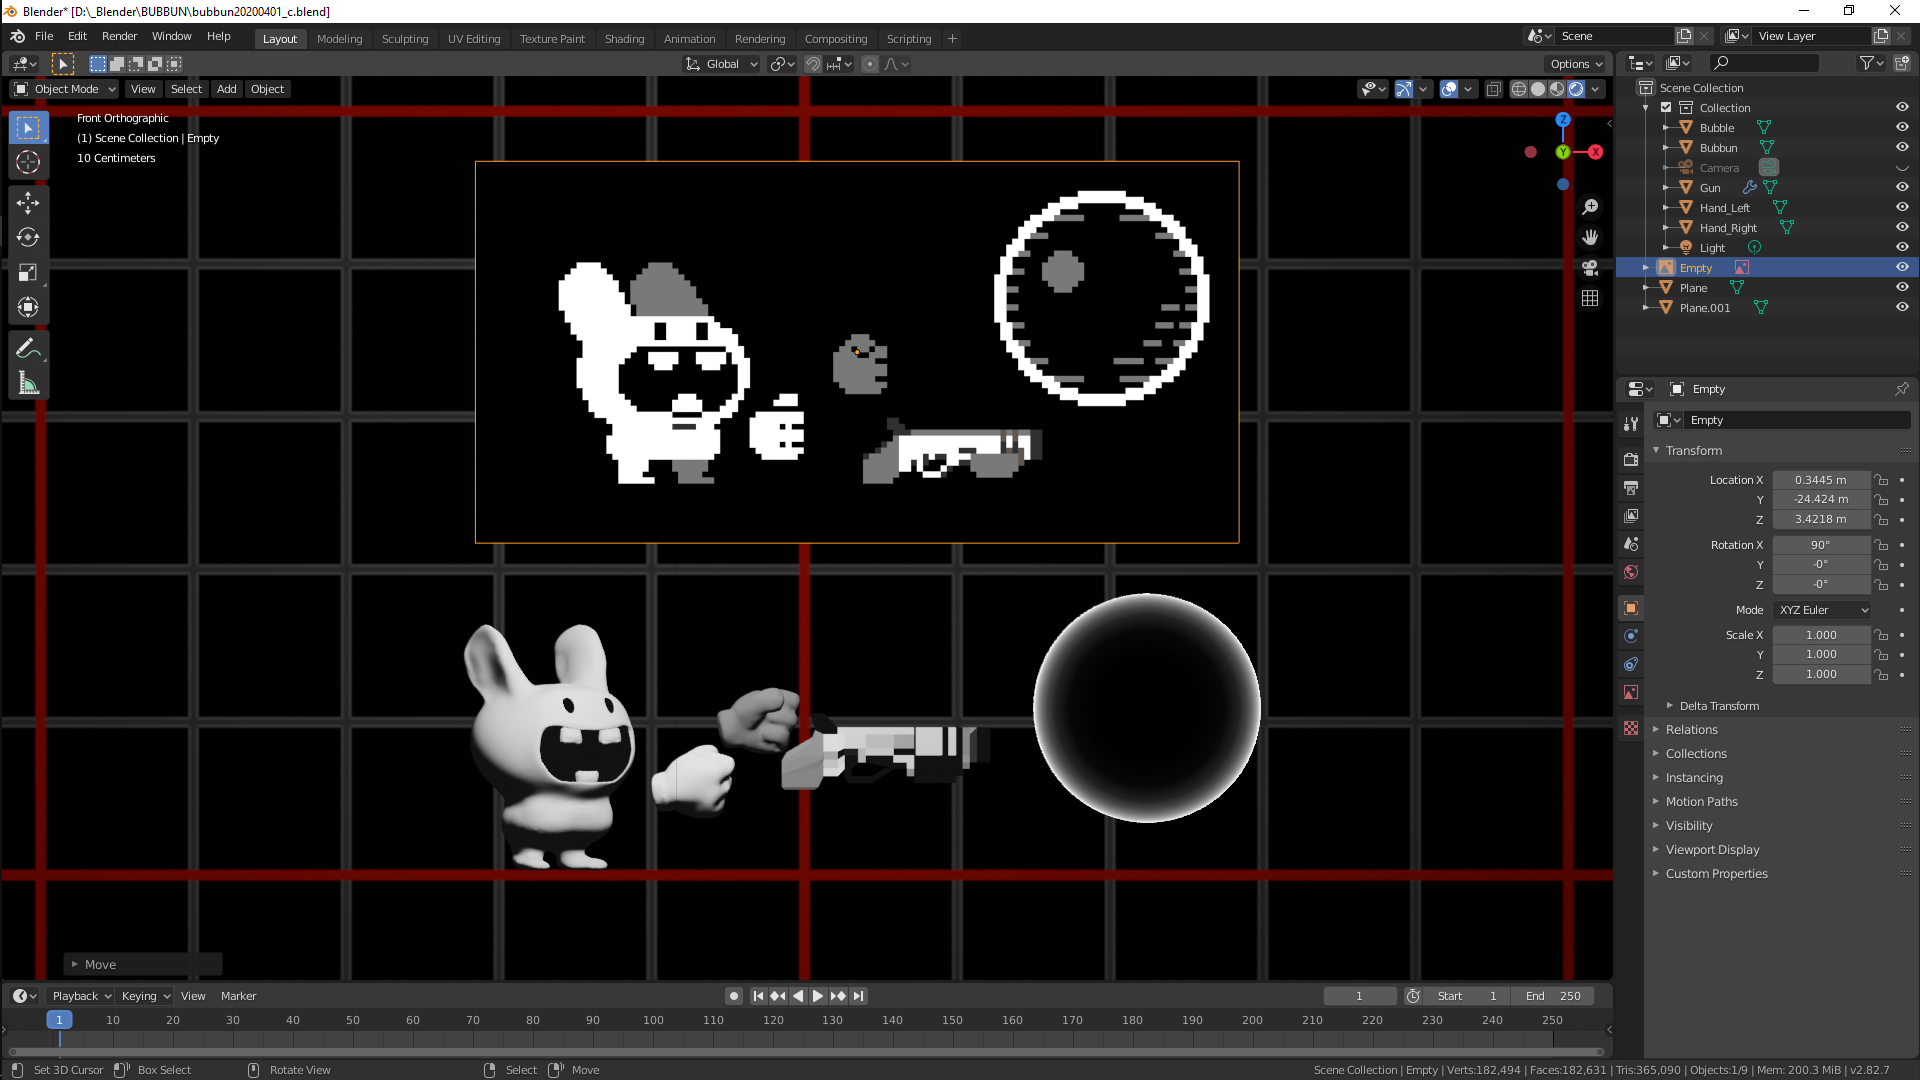 Blender* [D:\_Blender\BUBBUN\bubbun20200401_c.blend]
File Edit Render Window Help
Layout Modeling Sculpting UV Editing Texture Paint Shading Animation Rendering Compositing Scripting +
Scene
View Layer
Global
Options
Object Mode View Select Add Object
Front Orthographic
(1) Scene Collection | Empty
10 Centimeters
Z
Y
X
Move
Scene Collection
Collection
Bubble
Bubbun
Camera
Gun
Hand_Left
Hand_Right
Light
Empty
Plane
Plane.001
Empty
Empty
Transform
Location X 0.3445 m
Y -24.424 m
Z 3.4218 m
Rotation X 90°
Y -0°
Z -0°
Mode XYZ Euler
Scale X 1.000
Y 1.000
Z 1.000
Delta Transform
Relations
Collections
Instancing
Motion Paths
Visibility
Viewport Display
Custom Properties
Playback Keying View Marker
1
Start 1
End 250
1 10 20 30 40 50 60 70 80 90 100 110 120 130 140 150 160 170 180 190 200 210 220 230 240 250
Set 3D Cursor Box Select Rotate View Select Move
Scene Collection | Empty | Verts:182,494 | Faces:182,631 | Tris:365,090 | Objects:1/9 | Mem: 200.3 MiB | v2.82.7